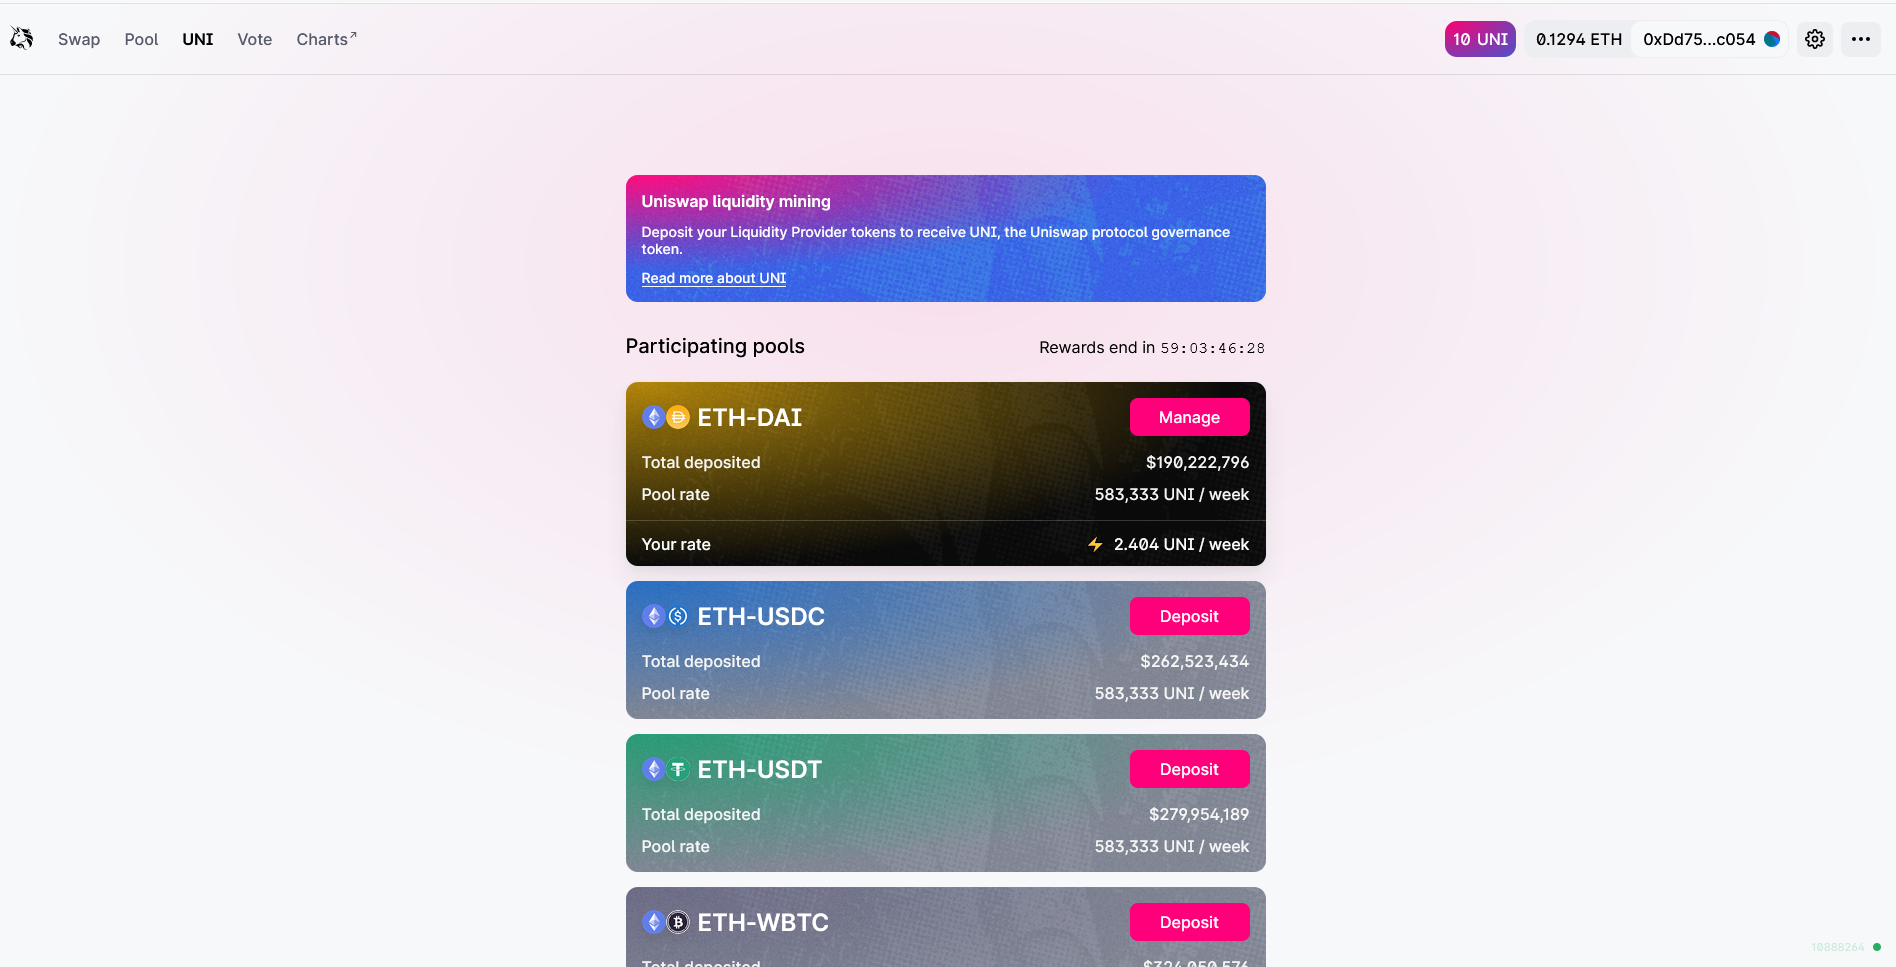 Swap Pool UNI Vote Charts↗ 10 UNI 0.1294 ETH 0xDd75...c054
Uniswap liquidity mining
Deposit your Liquidity Provider tokens to receive UNI, the Uniswap protocol governance
token.
Read more about UNI
Participating pools Rewards end in 59:03:46:28
ETH-DAI Manage
Total deposited $190,222,796
Pool rate 583,333 UNI / week
Your rate ⚡ 2.404 UNI / week
ETH-USDC Deposit
Total deposited $262,523,434
Pool rate 583,333 UNI / week
ETH-USDT Deposit
Total deposited $279,954,189
Pool rate 583,333 UNI / week
ETH-WBTC Deposit
Total deposited $324,050,576
10888264